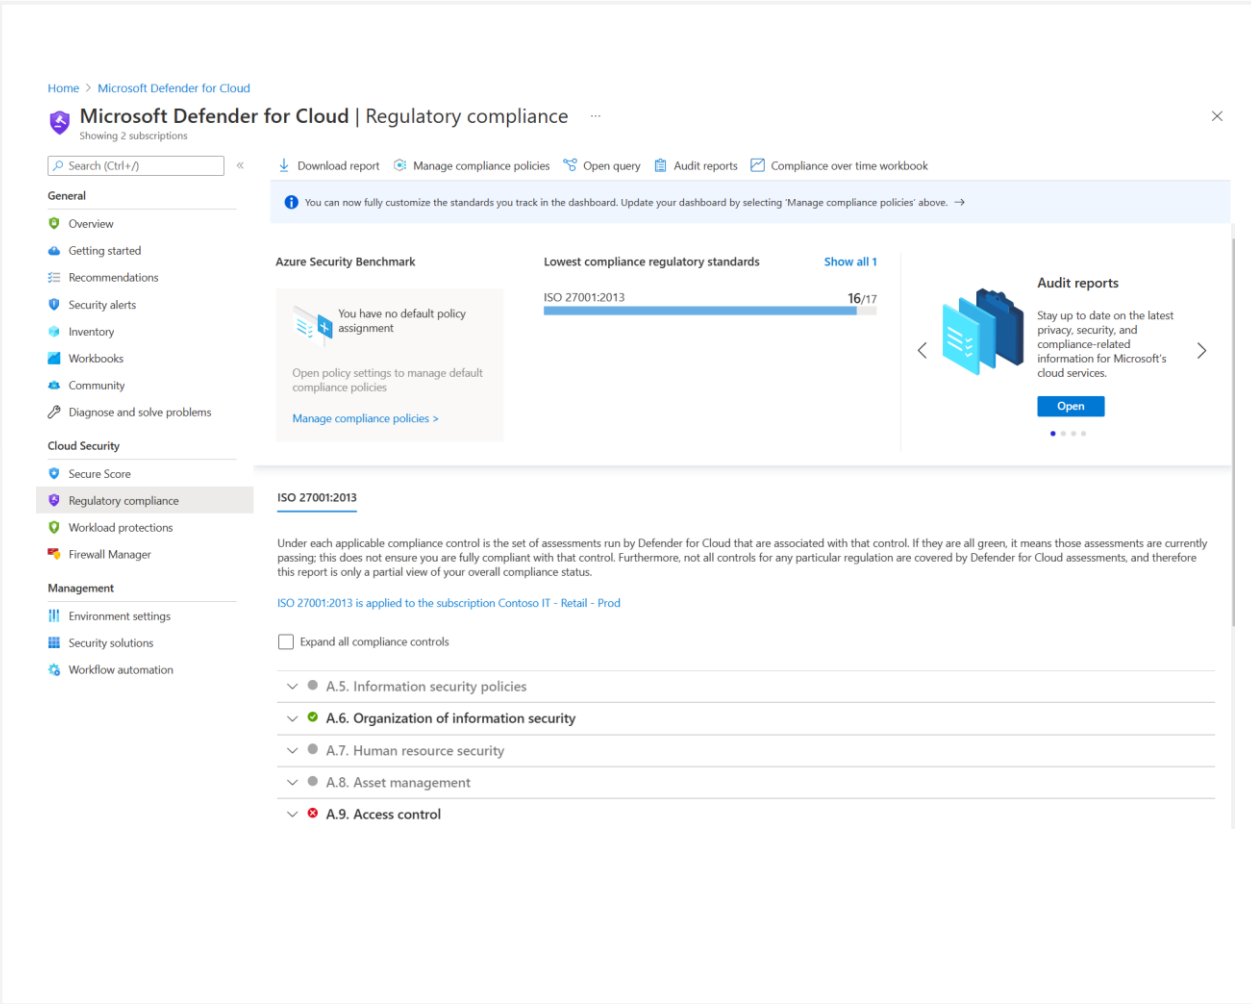 Home > Microsoft Defender for Cloud
Microsoft Defender for Cloud | Regulatory compliance ...
Showing 2 subscriptions
Search (Ctrl+/)
«
General
Overview
Getting started
Recommendations
Security alerts
Inventory
Workbooks
Community
Diagnose and solve problems
Cloud Security
Secure Score
Regulatory compliance
Workload protections
Firewall Manager
Management
Environment settings
Security solutions
Workflow automation
Download report Manage compliance policies Open query Audit reports Compliance over time workbook
You can now fully customize the standards you track in the dashboard. Update your dashboard by selecting 'Manage compliance policies' above. →
Azure Security Benchmark
You have no default policy
assignment
Open policy settings to manage default
compliance policies
Manage compliance policies >
Lowest compliance regulatory standards Show all 1
ISO 27001:2013 16/17
Audit reports
Stay up to date on the latest
privacy, security, and
compliance-related
information for Microsoft's
cloud services.
Open
ISO 27001:2013
Under each applicable compliance control is the set of assessments run by Defender for Cloud that are associated with that control. If they are all green, it means those assessments are currently
passing; this does not ensure you are fully compliant with that control. Furthermore, not all controls for any particular regulation are covered by Defender for Cloud assessments, and therefore
this report is only a partial view of your overall compliance status.
ISO 27001:2013 is applied to the subscription Contoso IT - Retail - Prod
Expand all compliance controls
A.5. Information security policies
A.6. Organization of information security
A.7. Human resource security
A.8. Asset management
A.9. Access control